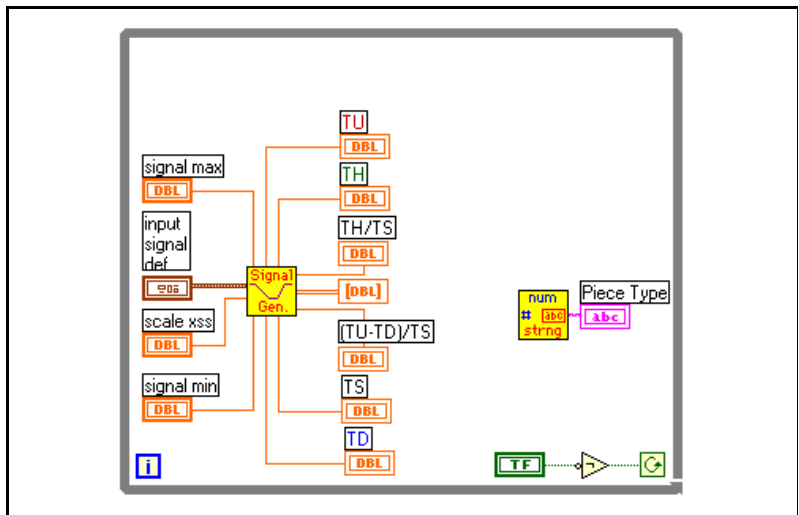 TU
DBL
signal max
DBL
TH
DBL
input
signal
def
TH/TS
DBL
Signal
Gen.
[DBL]
scale xss
DBL
(TU-TD)/TS
DBL
num
# abc
strng
Piece Type
abc
signal min
DBL
TS
DBL
TD
DBL
i
TF